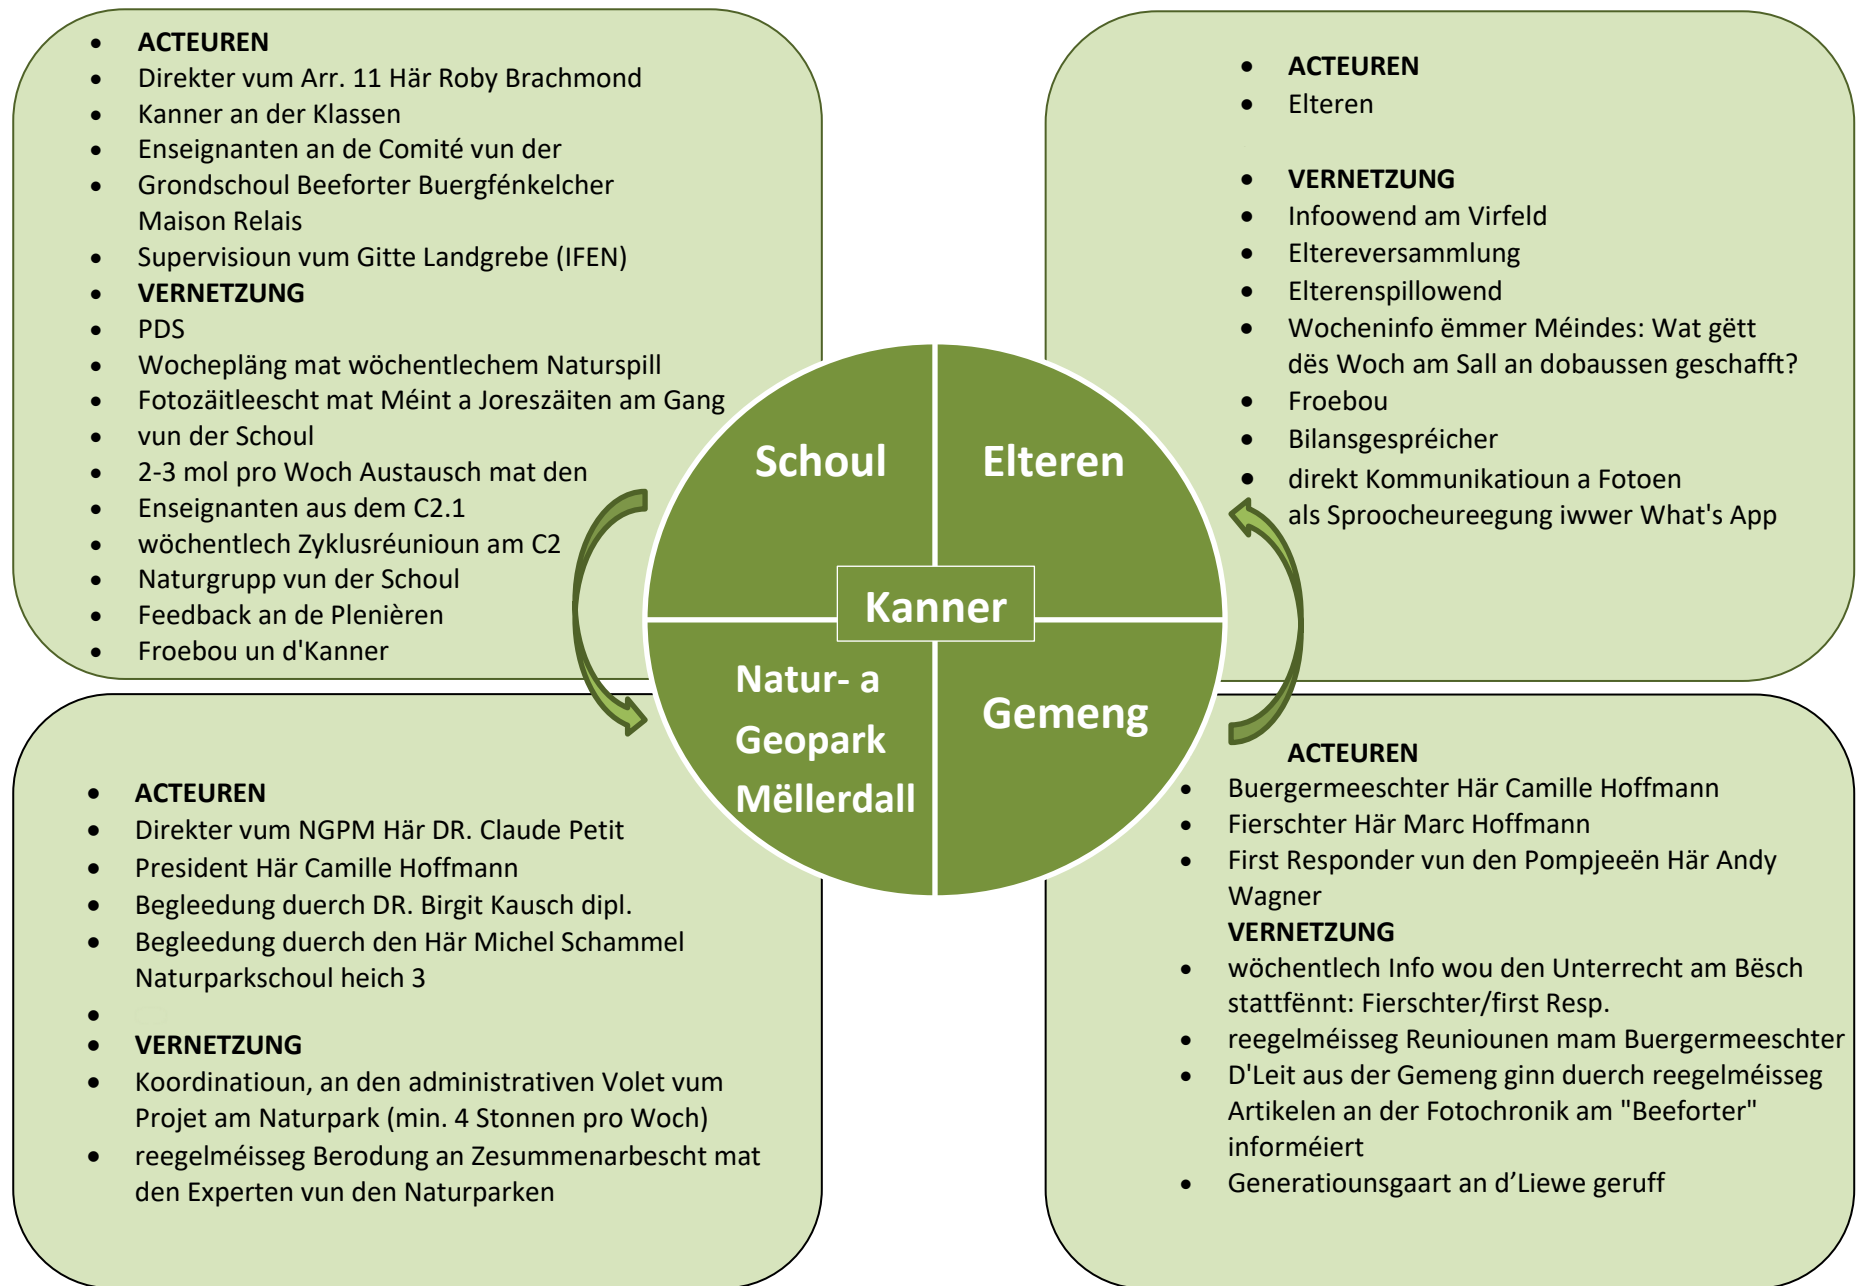 ACTEUREN
Direkter vum Arr. 11 Här Roby Brachmond
Kanner an der Klassen
Enseignanten an de Comité vun der
Grondschoul Beeforter Buergfénkelcher
Maison Relais
Supervisioun vum Gitte Landgrebe (IFEN)
VERNETZUNG
PDS
Wochepläng mat wöchentlechem Naturspill
Fotozäitleescht mat Méint a Joreszäiten am Gang
vun der Schoul
2-3 mol pro Woch Austausch mat den
Enseignanten aus dem C2.1
wöchentlech Zyklusréunioun am C2
Naturgrupp vun der Schoul
Feedback an de Plenièren
Froebou un d'Kanner
ACTEUREN
Elteren
VERNETZUNG
Infoowend am Virfeld
Eltereversammlung
Elterenspillowend
Wocheninfo ëmmer Méindes: Wat gëtt
dës Woch am Sall an dobaussen geschafft?
Froebou
Bilansgespréicher
direkt Kommunikatioun a Fotoen
als Sproocheureegung iwwer What's App
Schoul
Elteren
Kanner
Natur- a
Geopark
Mëllerdall
Gemeng
ACTEUREN
Direkter vum NGPM Här DR. Claude Petit
President Här Camille Hoffmann
Begleedung duerch DR. Birgit Kausch dipl.
Begleedung duerch den Här Michel Schammel
Naturparkschoul heich 3
VERNETZUNG
Koordinatioun, an den administrativen Volet vum
Projet am Naturpark (min. 4 Stonnen pro Woch)
reegelméisseg Berodung an Zesummenarbescht mat
den Experten vun den Naturparken
ACTEUREN
Buergermeeschter Här Camille Hoffmann
Fierschter Här Marc Hoffmann
First Responder vun den Pompjeeën Här Andy
Wagner
VERNETZUNG
wöchentlech Info wou den Unterrecht am Bësch
stattfënnt: Fierschter/first Resp.
reegelméisseg Reuniounen mam Buergermeeschter
D'Leit aus der Gemeng ginn duerch reegelméisseg
Artikelen an der Fotochronik am "Beeforter"
informéiert
Generatiounsgaart an d’Liewe geruff